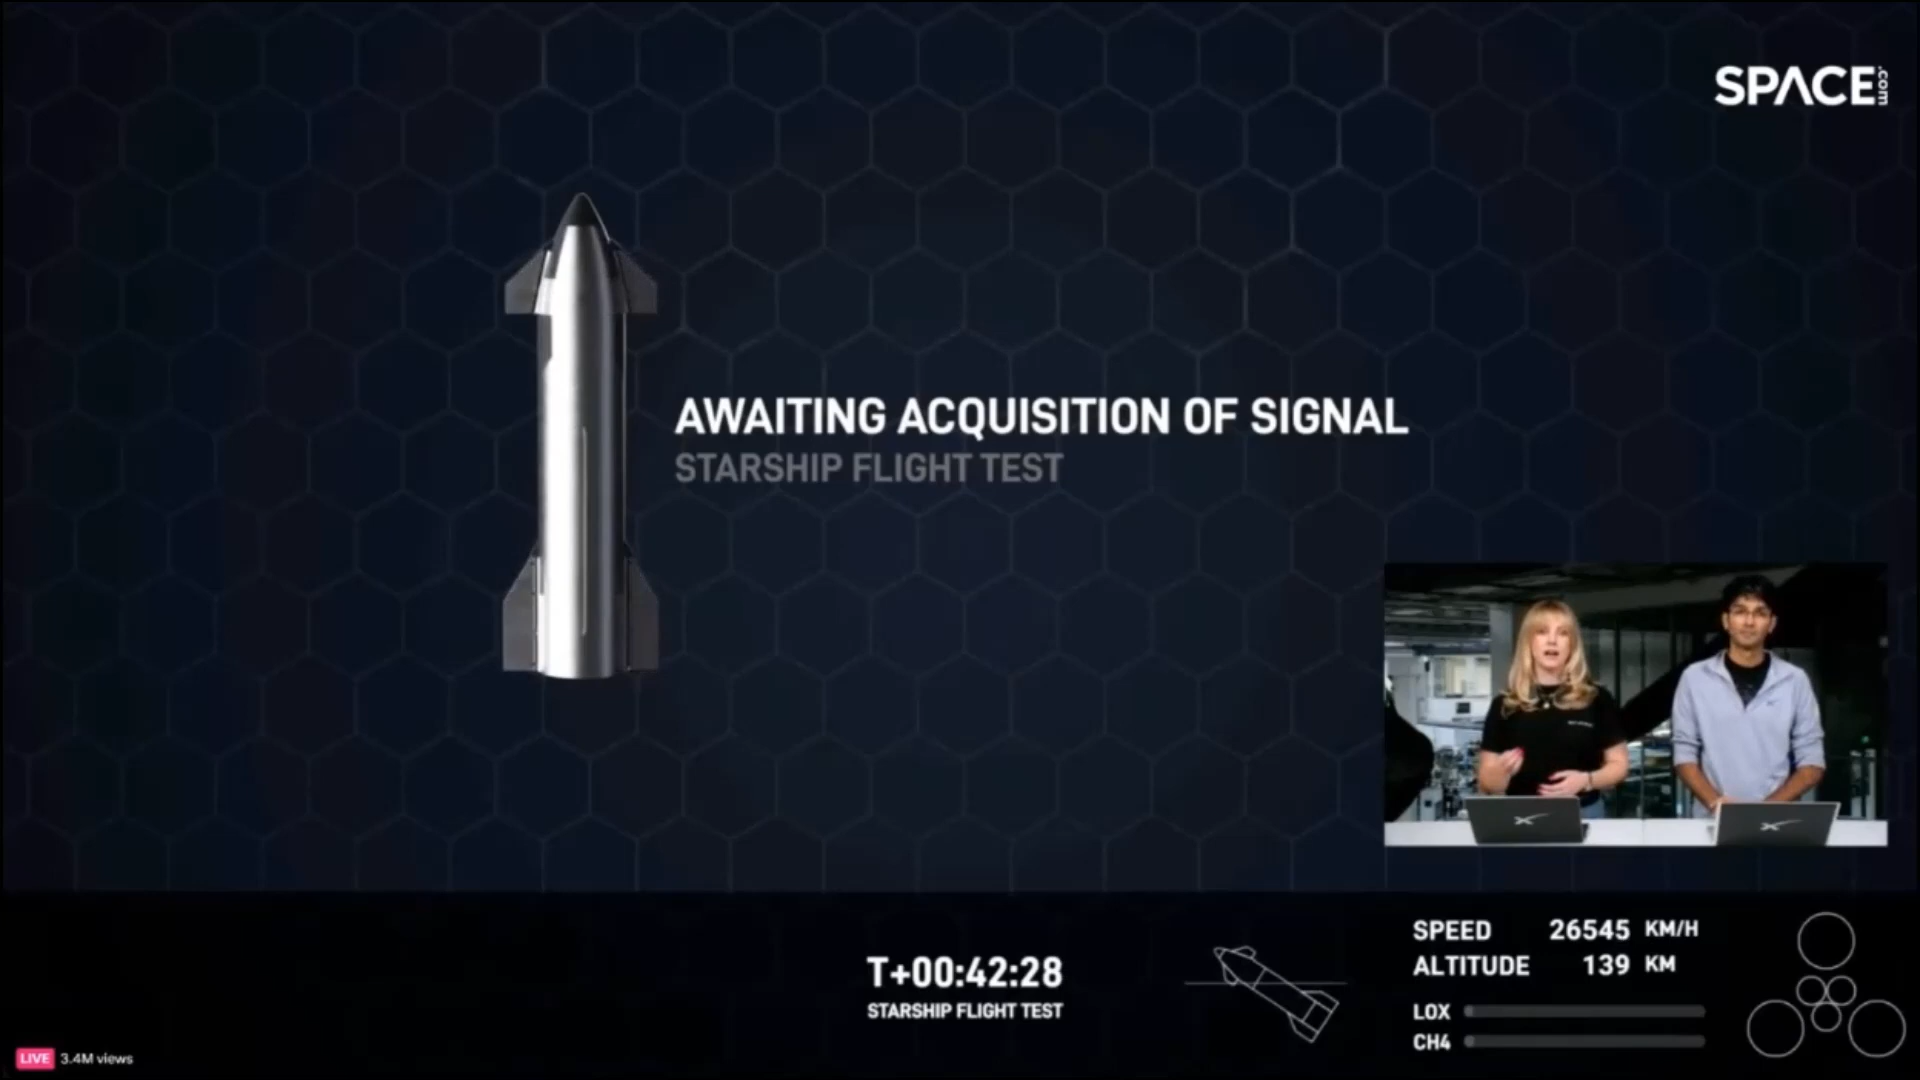 SPACE.com
AWAITING ACQUISITION OF SIGNAL
STARSHIP FLIGHT TEST
T+00:42:28
STARSHIP FLIGHT TEST
SPEED 26545 KM/H
ALTITUDE 139 KM
LOX
CH4
LIVE 3.4M views